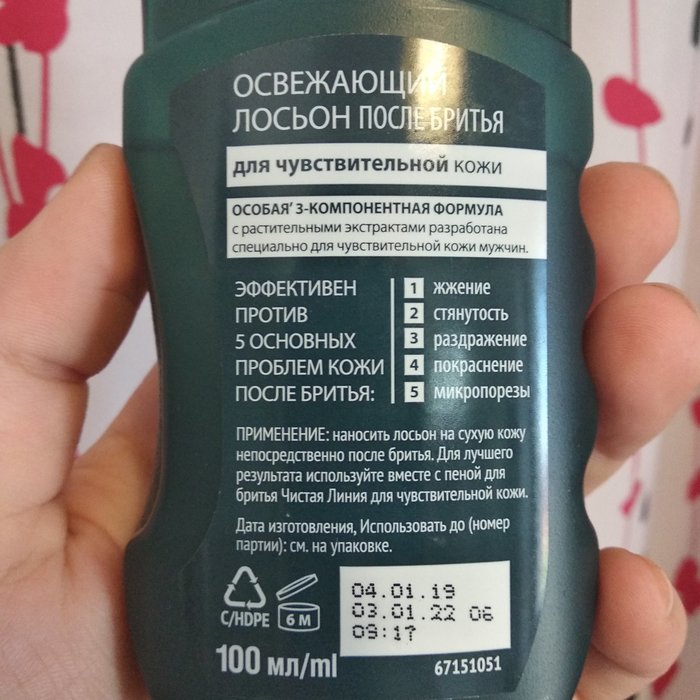 ОСВЕЖАЮЩИЙ
ЛОСЬОН ПОСЛЕ БРИТЬЯ
для чувствительной кожи
ОСОБАЯ' 3-КОМПОНЕНТНАЯ ФОРМУЛА
с растительными экстрактами разработана
специально для чувствительной кожи мужчин.
ЭФФЕКТИВЕН
ПРОТИВ
5 ОСНОВНЫХ
ПРОБЛЕМ КОЖИ
ПОСЛЕ БРИТЬЯ:
1 жжение
2 стянутость
3 раздражение
4 покраснение
5 микропорезы
ПРИМЕНЕНИЕ: наносить лосьон на сухую кожу
непосредственно после бритья. Для лучшего
результата используйте вместе с пеной для
бритья Чистая Линия для чувствительной кожи.
Дата изготовления, Использовать до (номер
партии): см. на упаковке.
C/HDPE
6 M
04.01.19
03.01.22 06
09:17
100 мл/ml
67151051